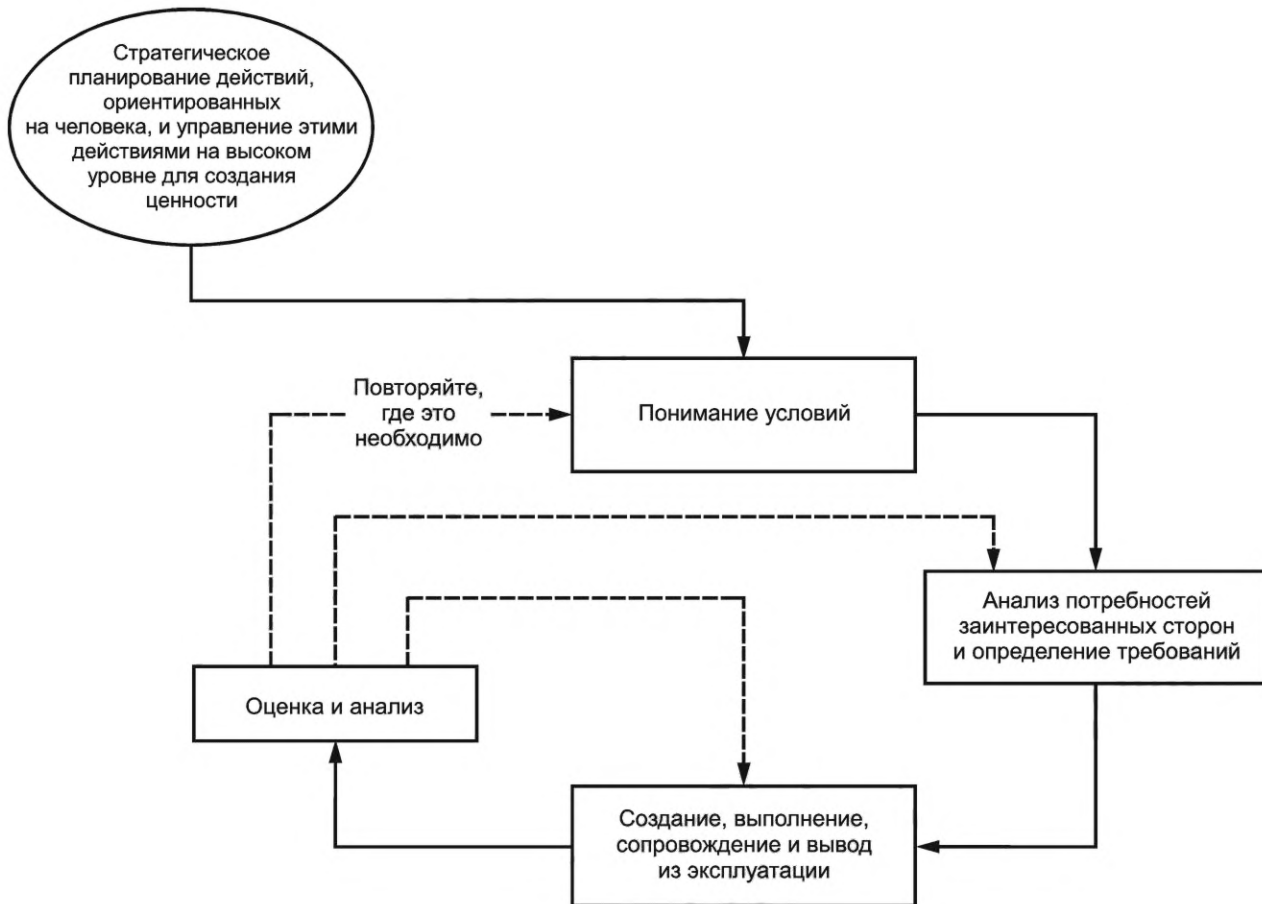 Стратегическое
планирование действий,
ориентированных
на человека, и управление этими
действиями на высоком
уровне для создания
ценности
Повторяйте,
где это
необходимо
Понимание условий
Анализ потребностей
заинтересованных сторон
и определение требований
Оценка и анализ
Создание, выполнение,
сопровождение и вывод
из эксплуатации